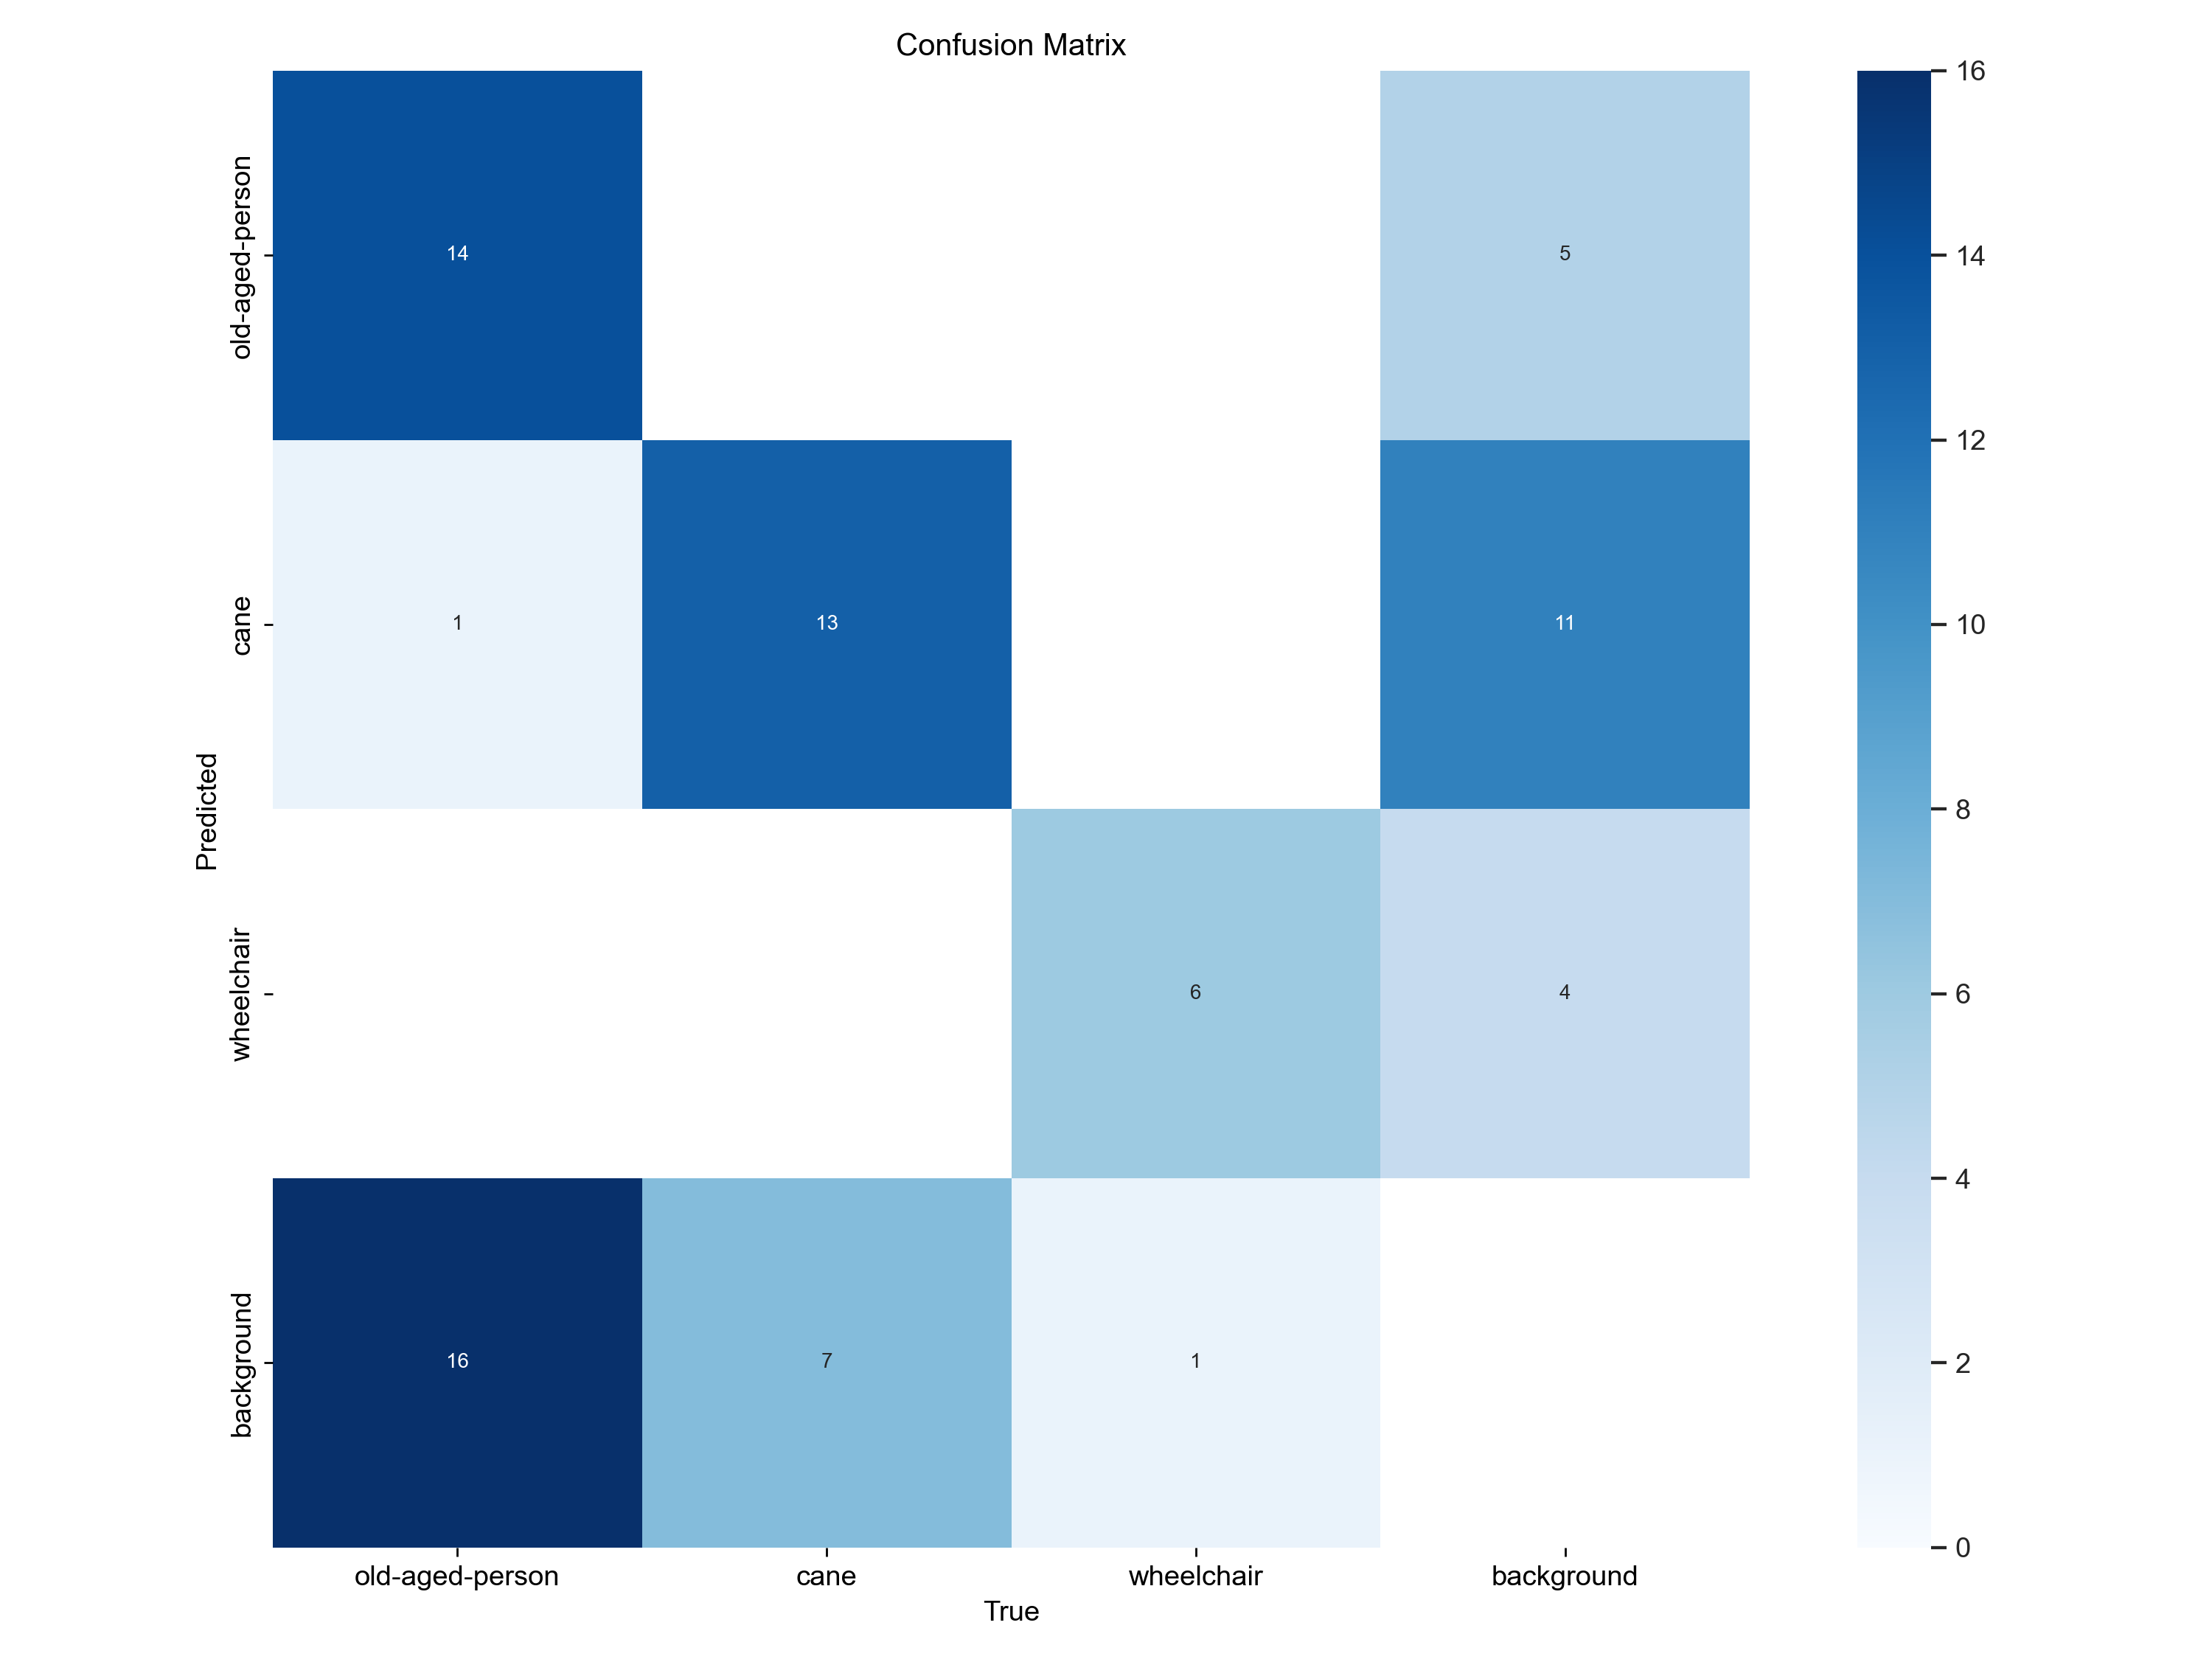 Confusion Matrix
old-aged-person
14
5
cane
1
13
11
Predicted
wheelchair
6
4
background
16
7
1
old-aged-person
cane
wheelchair
background
True
16
14
12
10
8
6
4
2
0